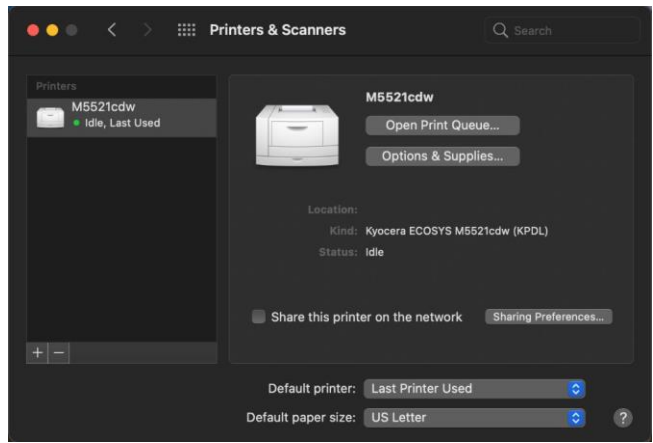 Printers & Scanners
Search
Printers
M5521cdw
Idle, Last Used
M5521cdw
Open Print Queue...
Options & Supplies...
Location:
Kind: Kyocera ECOSYS M5521cdw (KPDL)
Status: Idle
Share this printer on the network
Sharing Preferences...
+ −
Default printer: Last Printer Used
Default paper size: US Letter
?